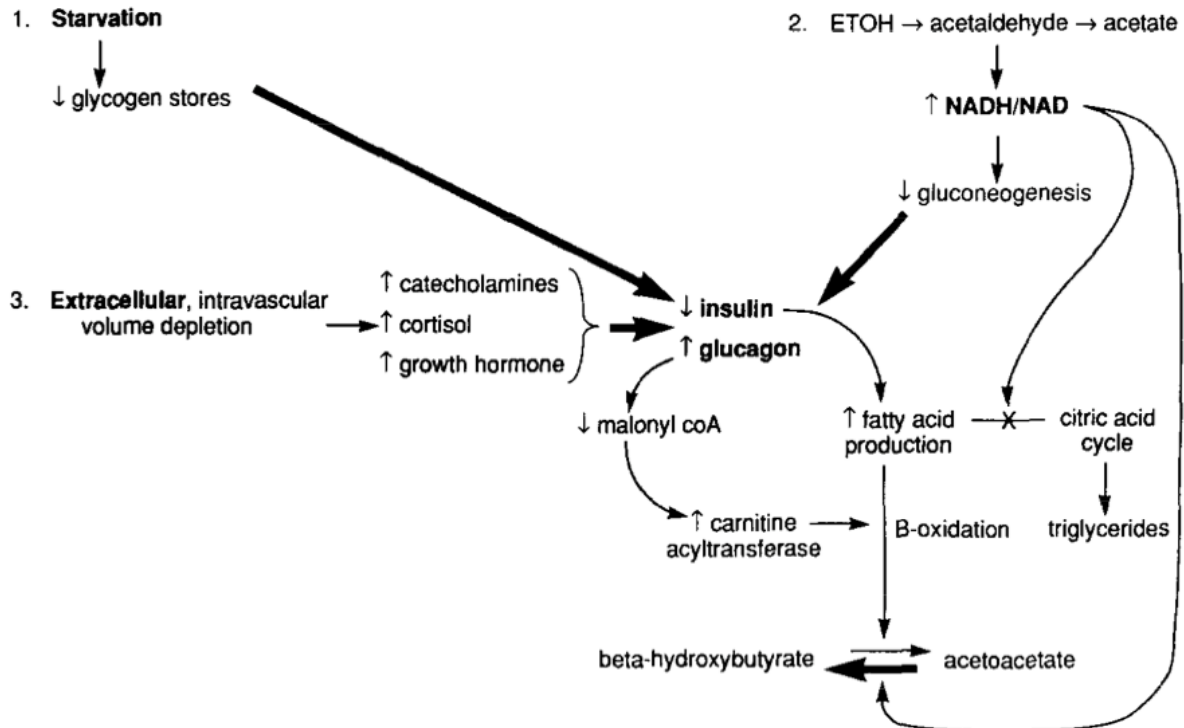 1. Starvation
↓ glycogen stores
2. ETOH → acetaldehyde → acetate
↑ NADH/NAD
↓ gluconeogenesis
3. Extracellular, intravascular
volume depletion
↑ catecholamines
↑ cortisol
↑ growth hormone
↓ insulin
↑ glucagon
↓ malonyl coA
↑ fatty acid
production
X
citric acid
cycle
↑ carnitine
acyltransferase
B-oxidation
triglycerides
beta-hydroxybutyrate
acetoacetate